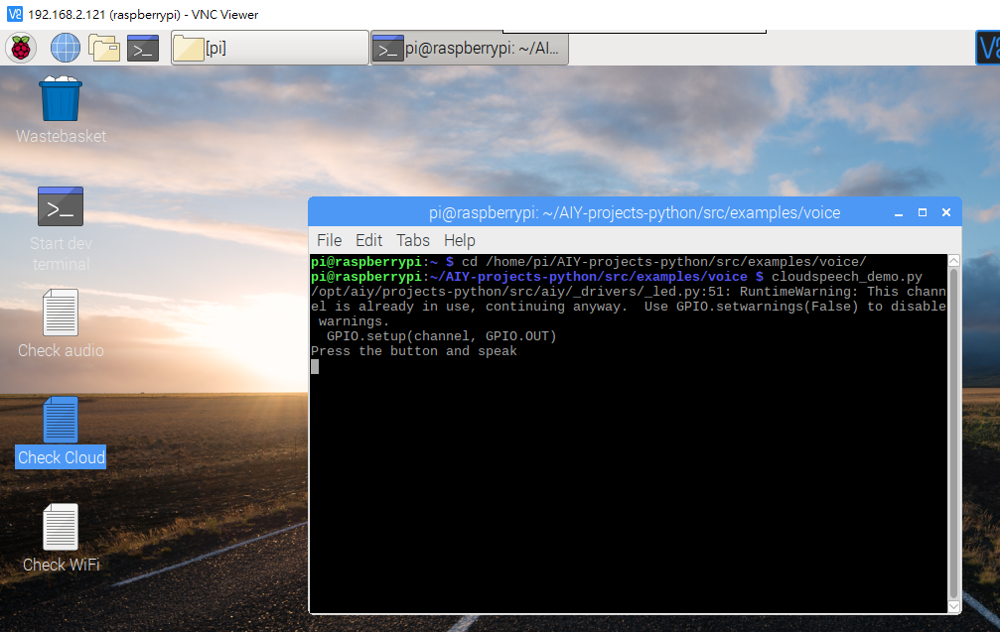 192.168.2.121 (raspberrypi) - VNC Viewer
[pi]
pi@raspberrypi: ~/AI...
Wastebasket
Start dev
terminal
Check audio
Check Cloud
Check WiFi
pi@raspberrypi: ~/AIY-projects-python/src/examples/voice
File Edit Tabs Help
pi@raspberrypi:~ $ cd /home/pi/AIY-projects-python/src/examples/voice/
pi@raspberrypi:~/AIY-projects-python/src/examples/voice $ cloudspeech_demo.py
/opt/aiy/projects-python/src/aiy/_drivers/_led.py:51: RuntimeWarning: This chann
el is already in use, continuing anyway.  Use GPIO.setwarnings(False) to disable
 warnings.
  GPIO.setup(channel, GPIO.OUT)
Press the button and speak